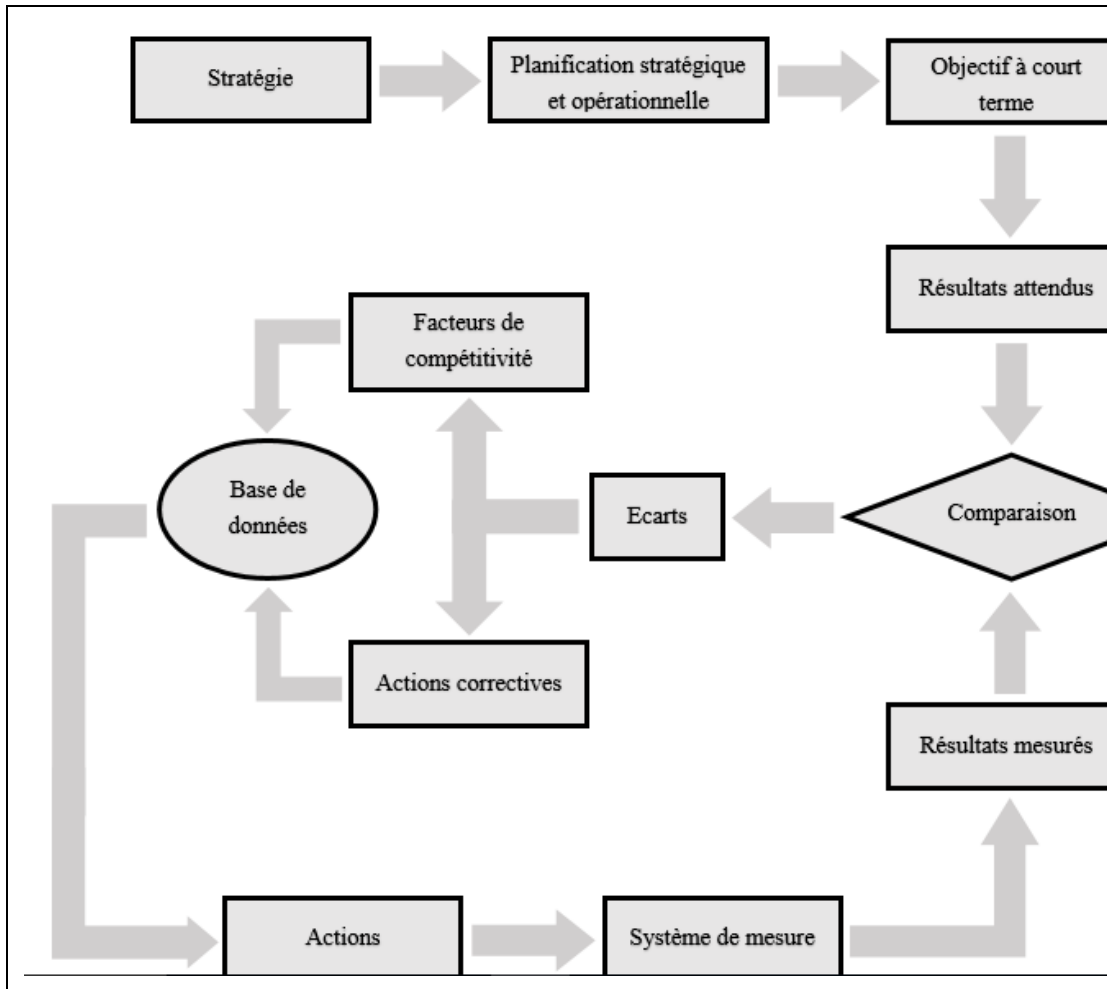 Stratégie
Planification stratégique
et opérationnelle
Objectif à court
terme
Résultats attendus
Facteurs de
compétitivité
Base de
données
Ecarts
Comparaison
Actions correctives
Résultats mesurés
Actions
Système de mesure